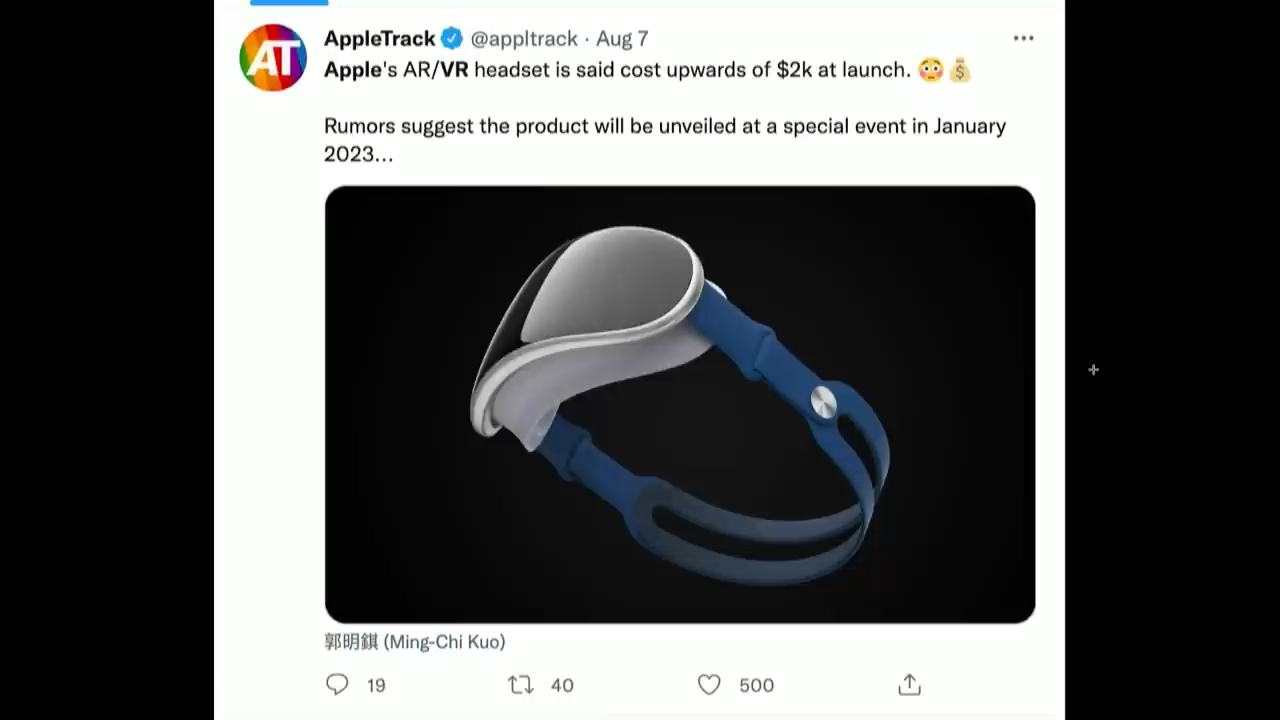 AT
AppleTrack @appltrack · Aug 7
Apple's AR/VR headset is said cost upwards of $2k at launch. 😳💰
Rumors suggest the product will be unveiled at a special event in January
2023...
郭明錤 (Ming-Chi Kuo)
19 40 500